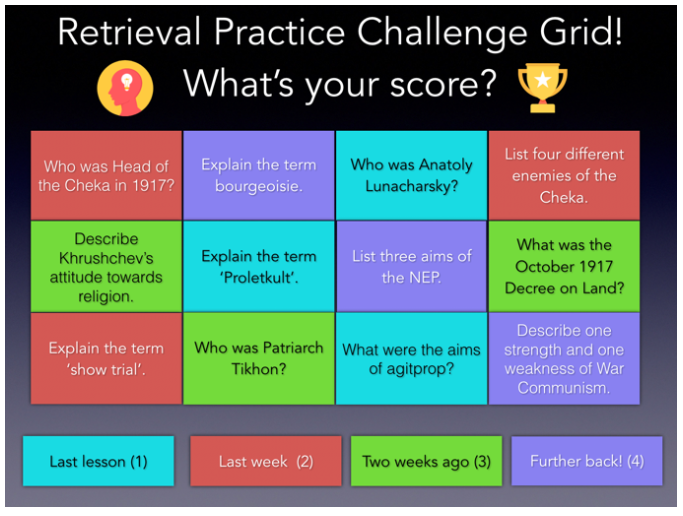 Retrieval Practice Challenge Grid!
What's your score?
Who was Head of
the Cheka in 1917?
Explain the term
bourgeoisie.
Who was Anatoly
Lunacharsky?
List four different
enemies of the
Cheka.
Describe
Khrushchev's
attitude towards
religion.
Explain the term
'Proletkult'.
List three aims of
the NEP.
What was the
October 1917
Decree on Land?
Explain the term
'show trial'.
Who was Patriarch
Tikhon?
What were the aims
of agitprop?
Describe one
strength and one
weakness of War
Communism.
Last lesson (1)
Last week (2)
Two weeks ago (3)
Further back! (4)